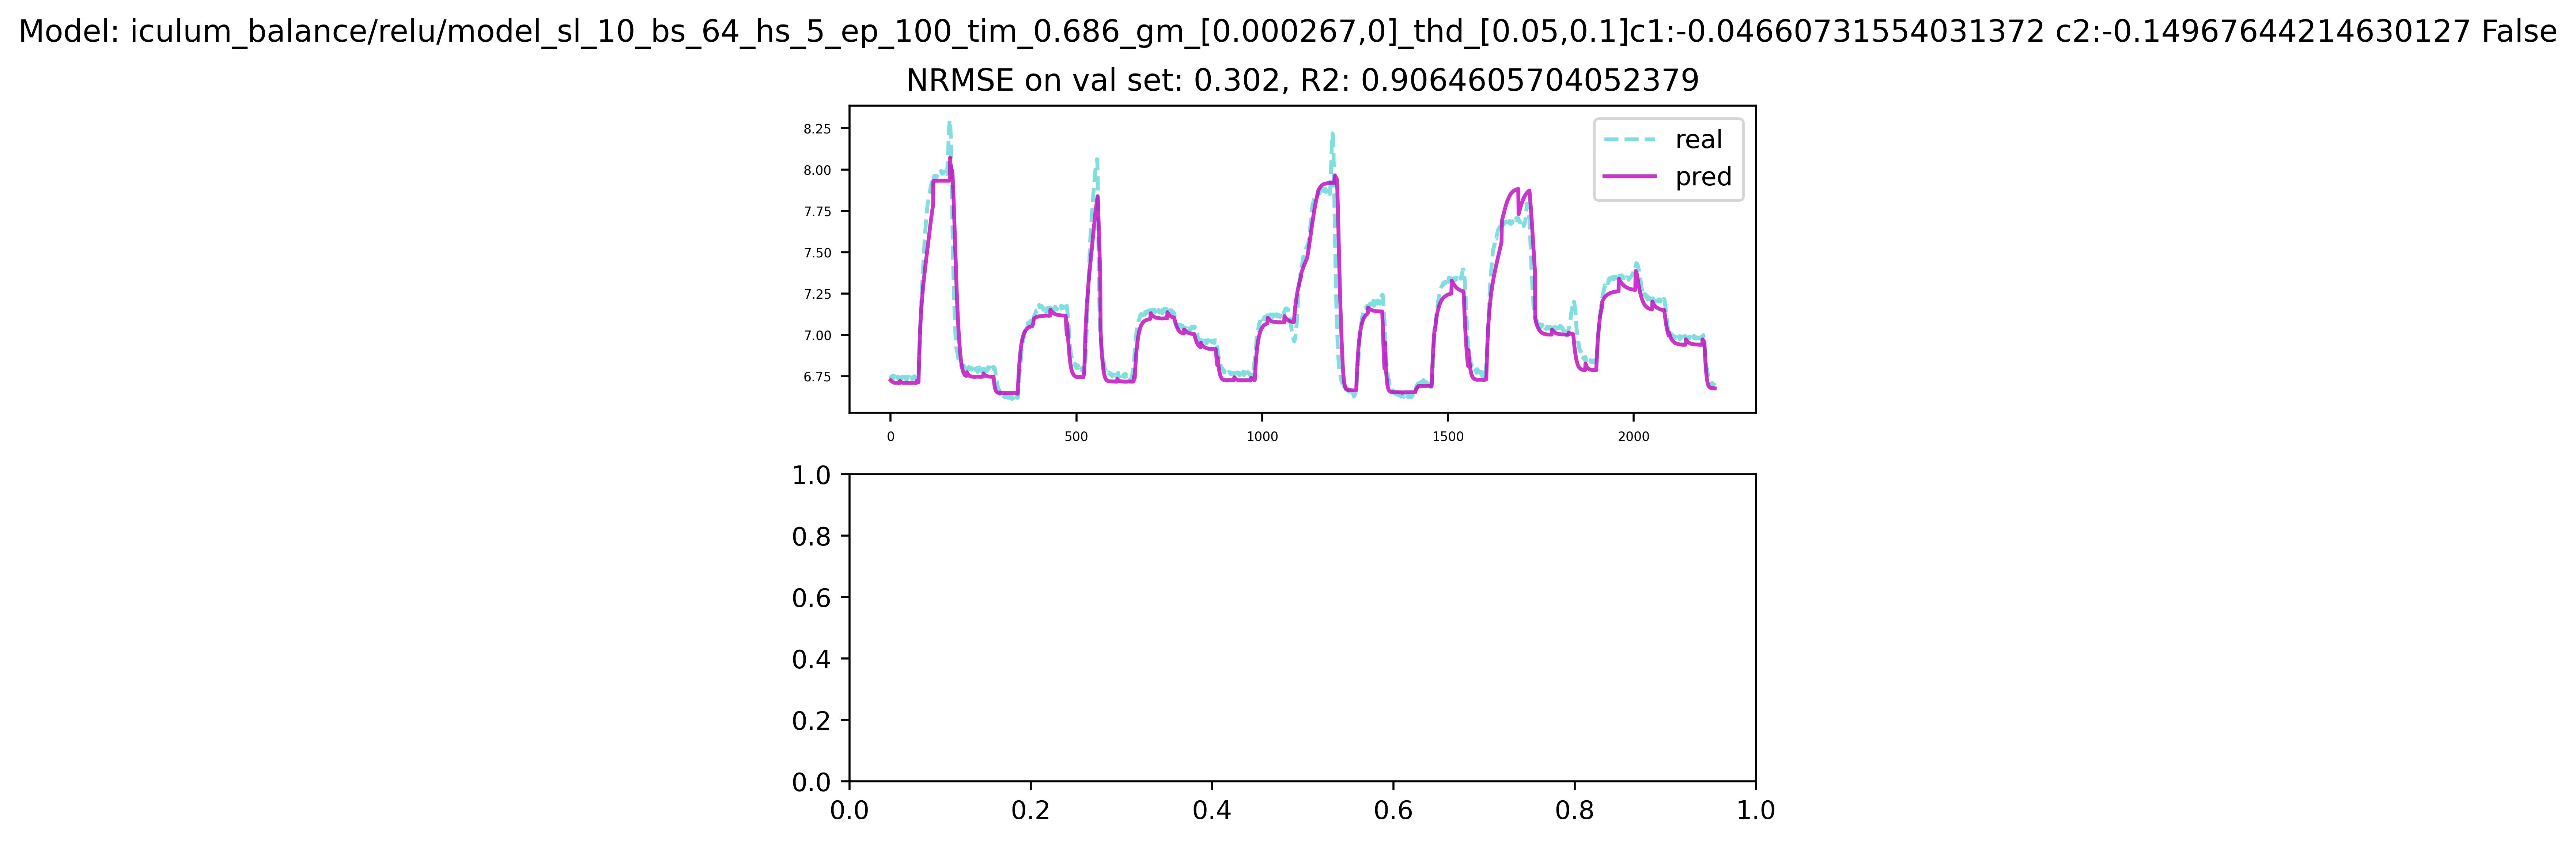 Model: iculum_balance/relu/model_sl_10_bs_64_hs_5_ep_100_tim_0.686_gm_[0.000267,0]_thd_[0.05,0.1]c1:-0.04660731554031372 c2:-0.14967644214630127 False
NRMSE on val set: 0.302, R2: 0.9064605704052379
real
pred
8.25
8.00
7.75
7.50
7.25
7.00
6.75
0 500 1000 1500 2000
1.0
0.8
0.6
0.4
0.2
0.0
0.0 0.2 0.4 0.6 0.8 1.0